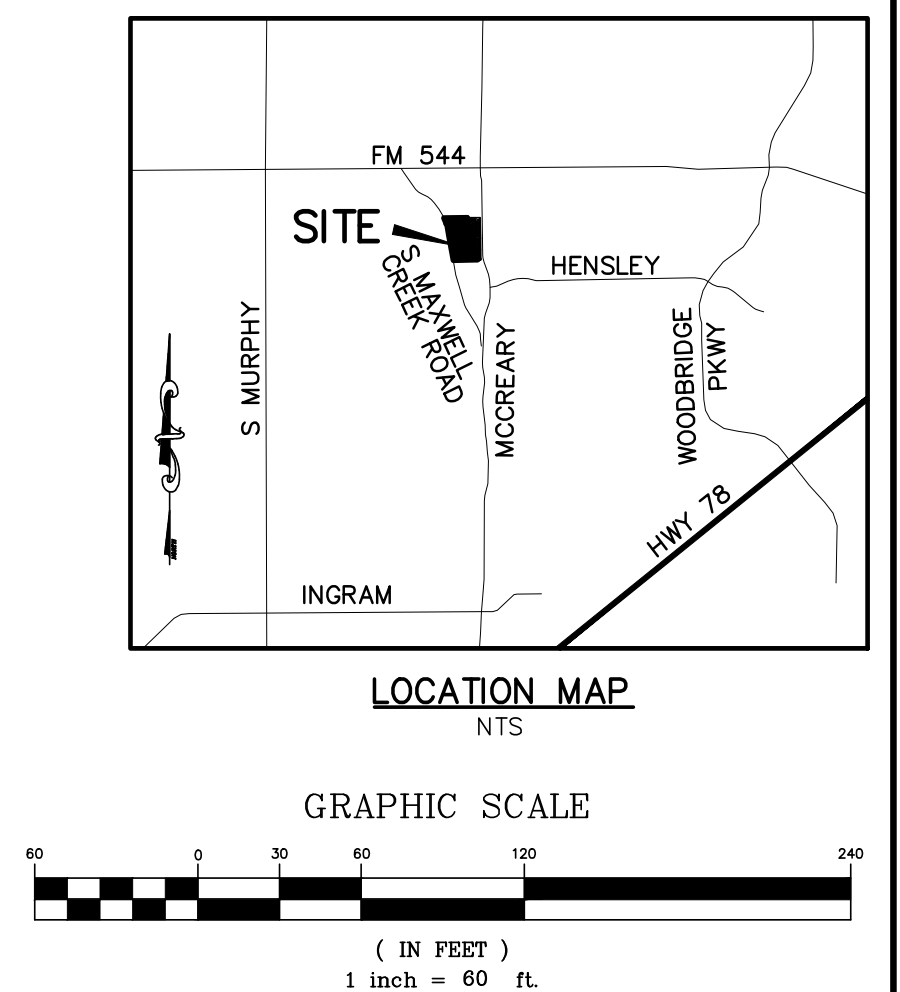 FM 544
SITE
S MAXWELL
CREEK ROAD
HENSLEY
S MURPHY
MCCREARY
WOODBRIDGE
PKWY
HWY 78
INGRAM
LOCATION MAP
NTS
GRAPHIC SCALE
60 0 30 60 120 240
( IN FEET )
1 inch = 60 ft.